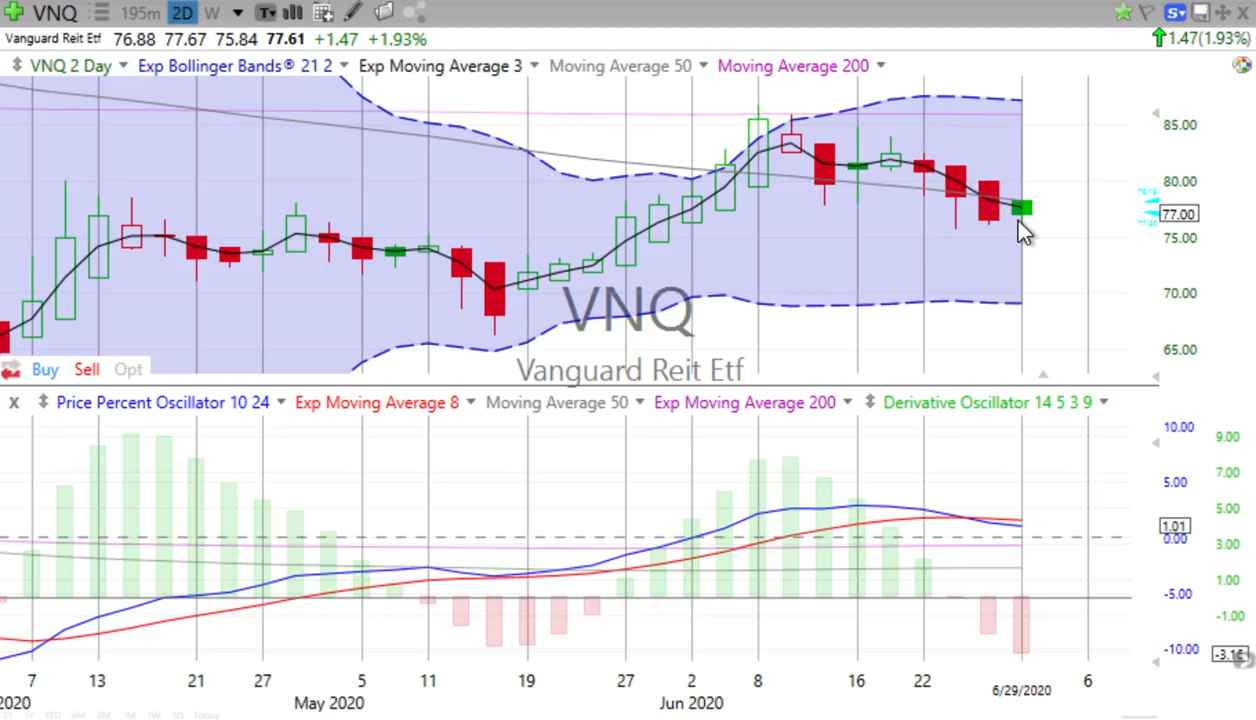 VNQ 195m 2D W T
S
Vanguard Reit Etf 76.88 77.67 75.84 77.61 +1.47 +1.93% 1.47(1.93%)
VNQ 2 Day Exp Bollinger Bands® 21 2 Exp Moving Average 3 Moving Average 50 Moving Average 200
85.00
80.00
77.00
75.00
70.00
65.00
VNQ
Vanguard Reit Etf
Buy Sell Opt
X Price Percent Oscillator 10 24 Exp Moving Average 8 Moving Average 50 Exp Moving Average 200 Derivative Oscillator 14 5 3 9
10.00 9.00
7.00
5.00 5.00
1.01
0.00 3.00
1.00
-5.00
-1.00
-10.00 -3.16
7 13 21 27 5 11 19 27 2 8 16 22 6/29/2020 6
2020 May 2020 Jun 2020
YTD Today